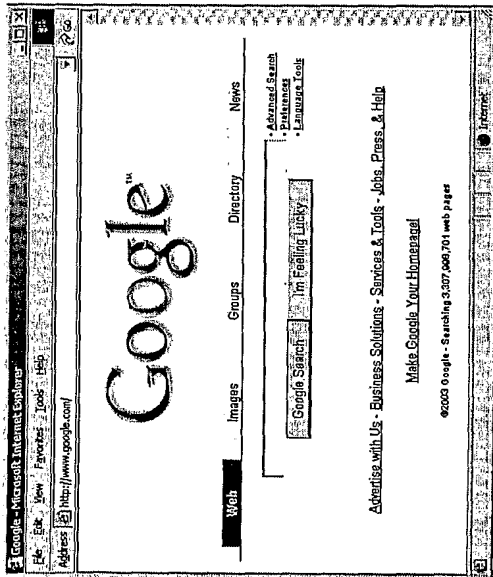 Google - Microsoft Internet Explorer
File Edit View Favorites Tools Help
Address http://www.google.com/ Go
Google™
Web Images Groups Directory News
• Advanced Search
• Preferences
• Language Tools
Google Search I'm Feeling Lucky
Advertise with Us - Business Solutions - Services & Tools - Jobs, Press, & Help
Make Google Your Homepage!
©2003 Google - Searching 3,307,998,701 web pages
Internet